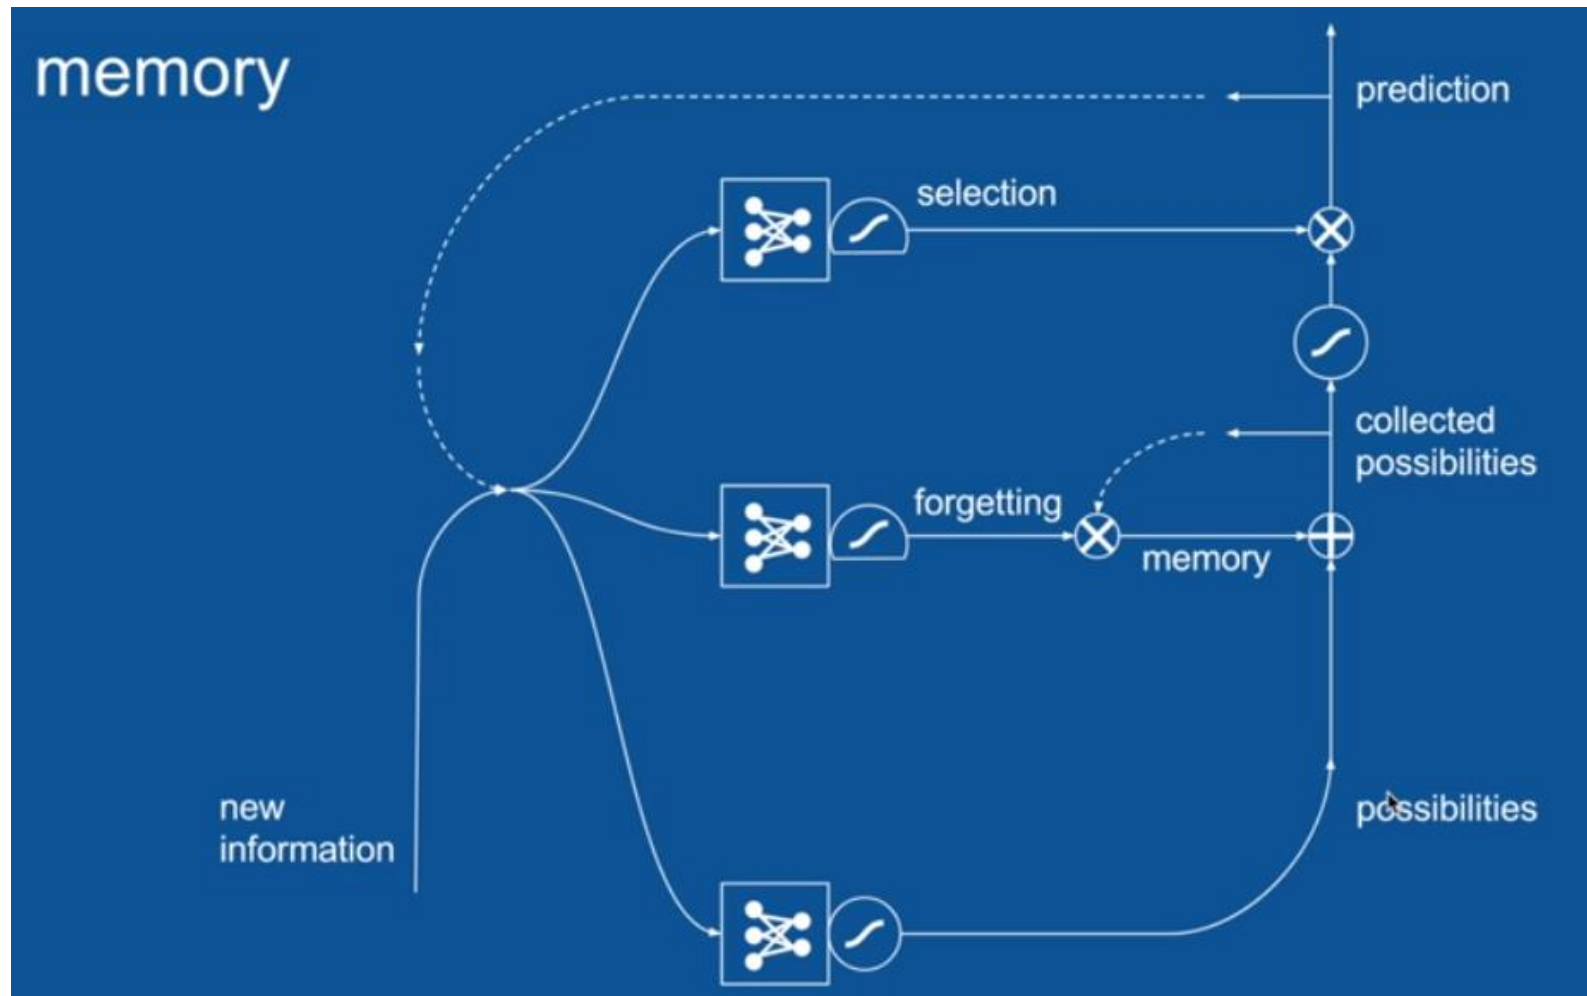 memory
prediction
selection
collected
possibilities
forgetting
memory
new
information
possibilities